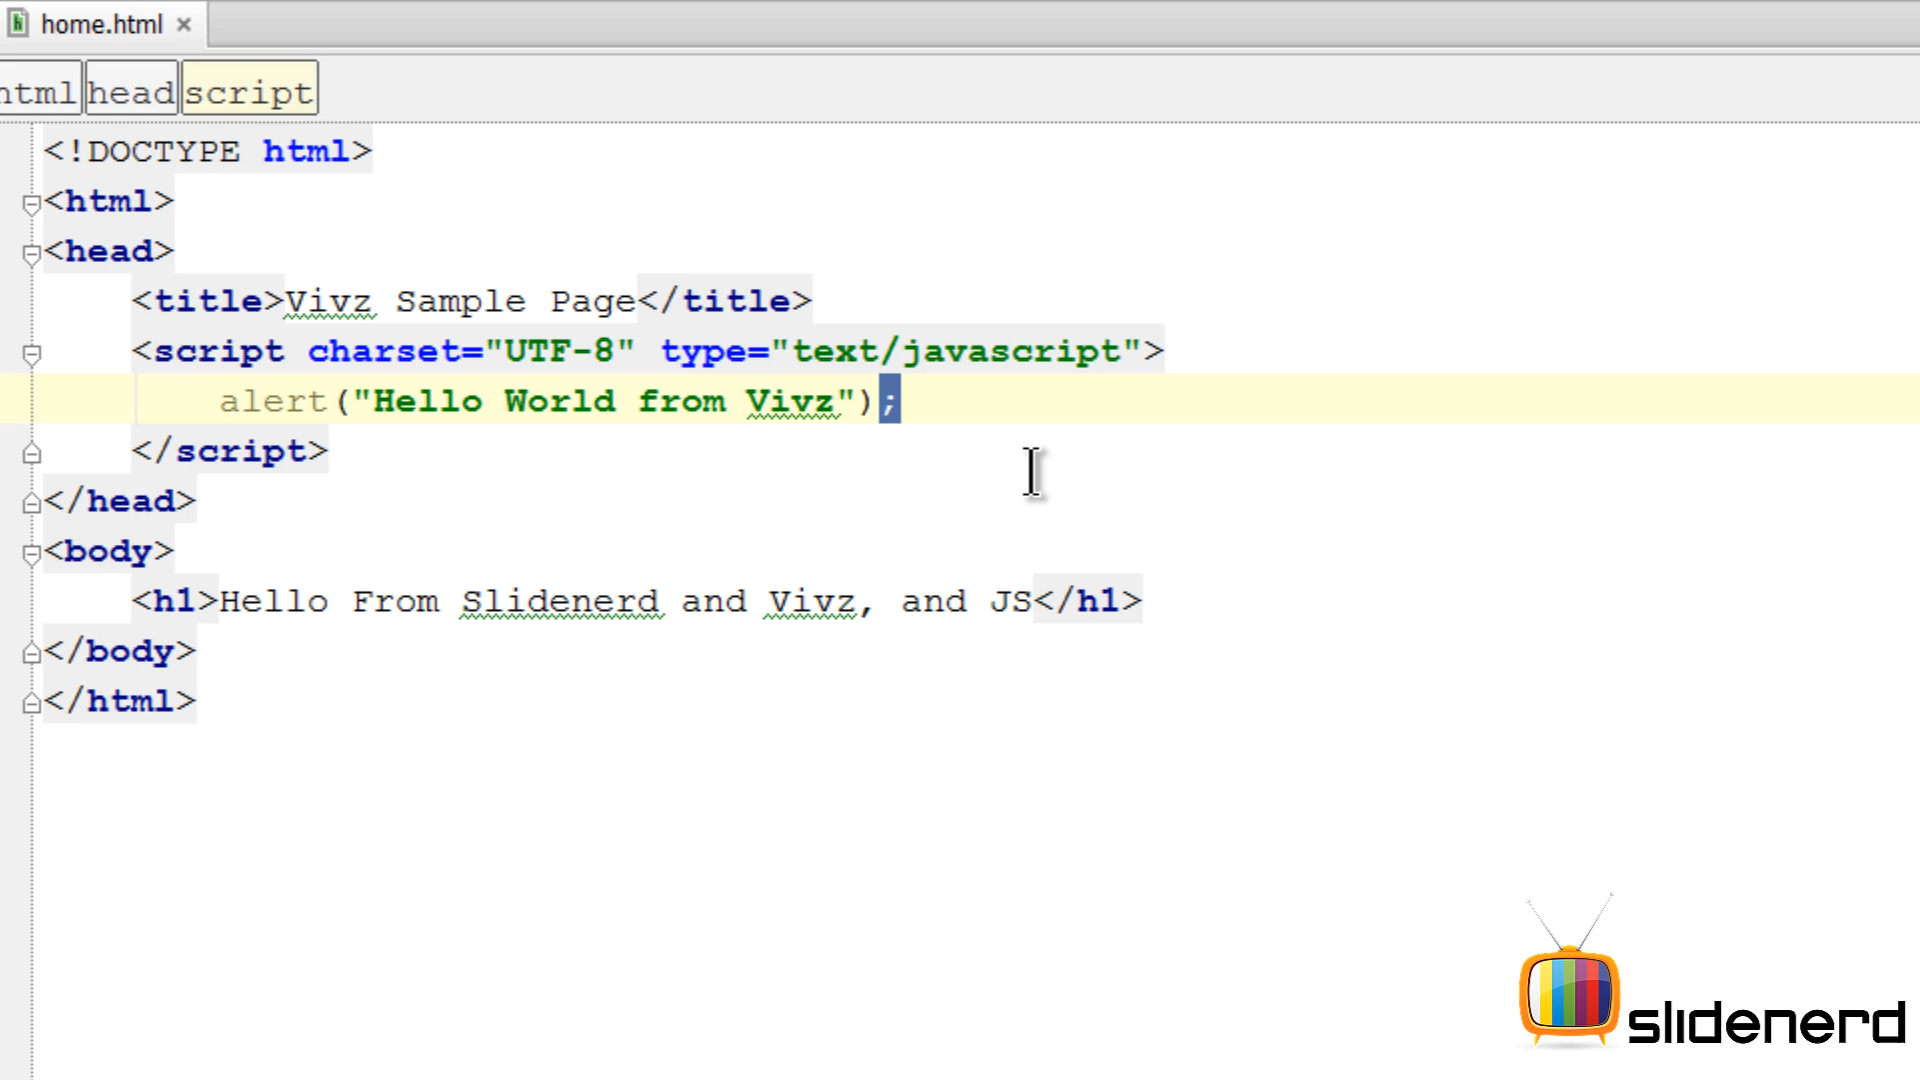 home.html
html head script
<!DOCTYPE html>
<html>
<head>
<title>Vivz Sample Page</title>
<script charset="UTF-8" type="text/javascript">
alert("Hello World from Vivz");
</script>
</head>
<body>
<h1>Hello From Slidenerd and Vivz, and JS</h1>
</body>
</html>
slidenerd